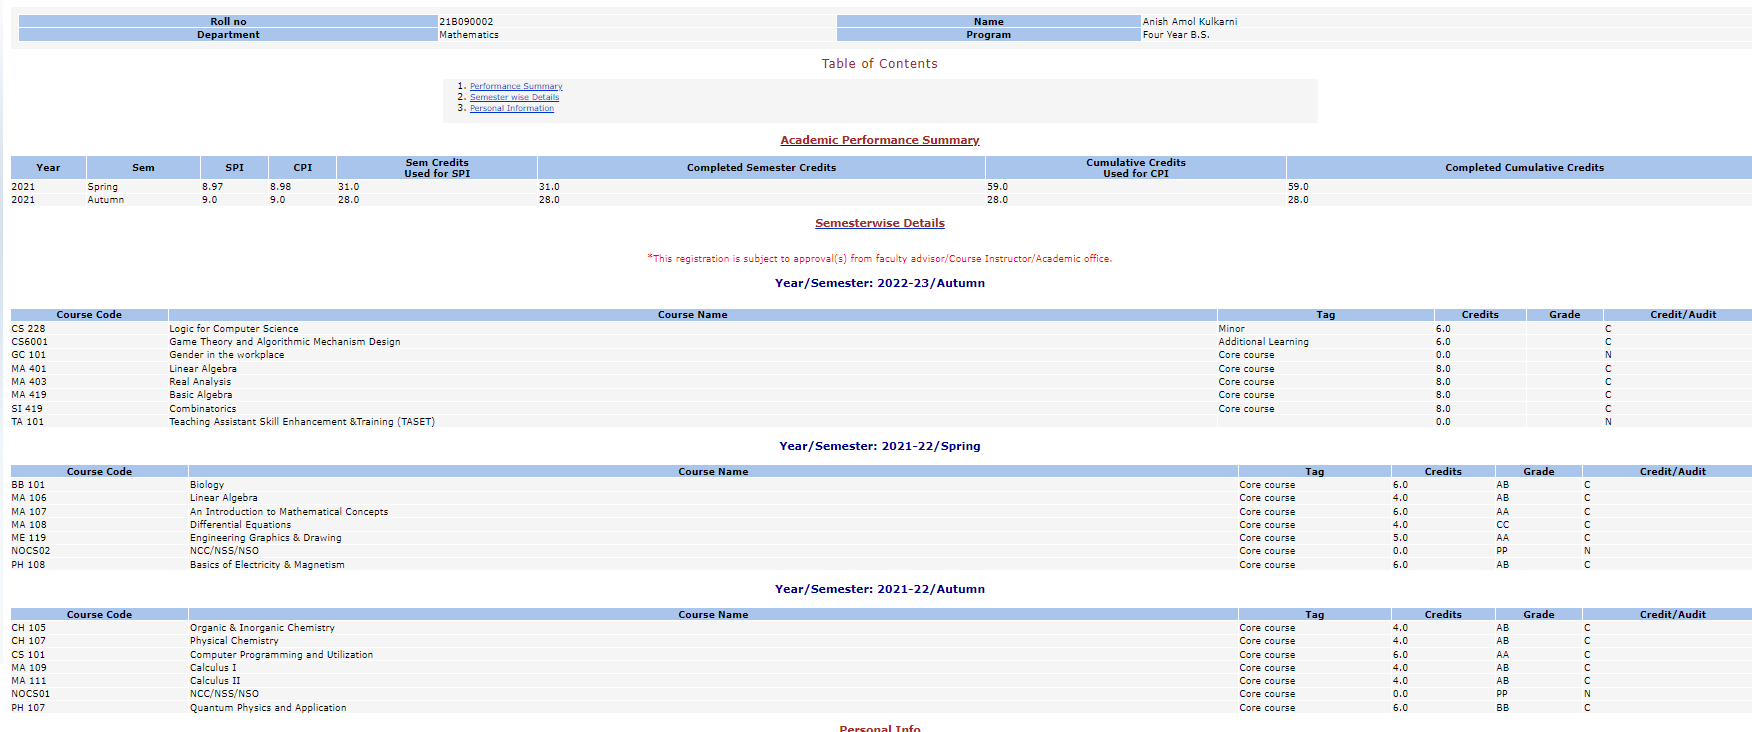 Roll no 21B090002 Name Anish Amol Kulkarni
Department Mathematics Program Four Year B.S.
Table of Contents
1. Performance Summary
2. Semester wise Details
3. Personal Information
Academic Performance Summary
Year Sem SPI CPI Sem Credits Used for SPI Completed Semester Credits Cumulative Credits Used for CPI Completed Cumulative Credits
2021 Spring 8.97 8.98 31.0 31.0 59.0 59.0
2021 Autumn 9.0 9.0 28.0 28.0 28.0 28.0
Semesterwise Details
*This registration is subject to approval(s) from faculty advisor/Course Instructor/Academic office.
Year/Semester: 2022-23/Autumn
Course Code Course Name Tag Credits Grade Credit/Audit
CS 228 Logic for Computer Science Minor 6.0 C
CS6001 Game Theory and Algorithmic Mechanism Design Additional Learning 6.0 C
GC 101 Gender in the workplace Core course 0.0 N
MA 401 Linear Algebra Core course 8.0 C
MA 403 Real Analysis Core course 8.0 C
MA 419 Basic Algebra Core course 8.0 C
SI 419 Combinatorics Core course 8.0 C
TA 101 Teaching Assistant Skill Enhancement &Training (TASET) 0.0 N
Year/Semester: 2021-22/Spring
Course Code Course Name Tag Credits Grade Credit/Audit
BB 101 Biology Core course 6.0 AB C
MA 106 Linear Algebra Core course 4.0 AB C
MA 107 An Introduction to Mathematical Concepts Core course 6.0 AA C
MA 108 Differential Equations Core course 4.0 CC C
ME 119 Engineering Graphics & Drawing Core course 5.0 AA C
NOCS02 NCC/NSS/NSO Core course 0.0 PP N
PH 108 Basics of Electricity & Magnetism Core course 6.0 AB C
Year/Semester: 2021-22/Autumn
Course Code Course Name Tag Credits Grade Credit/Audit
CH 105 Organic & Inorganic Chemistry Core course 4.0 AB C
CH 107 Physical Chemistry Core course 4.0 AB C
CS 101 Computer Programming and Utilization Core course 6.0 AA C
MA 109 Calculus I Core course 4.0 AB C
MA 111 Calculus II Core course 4.0 AB C
NOCS01 NCC/NSS/NSO Core course 0.0 PP N
PH 107 Quantum Physics and Application Core course 6.0 BB C
Personal Info